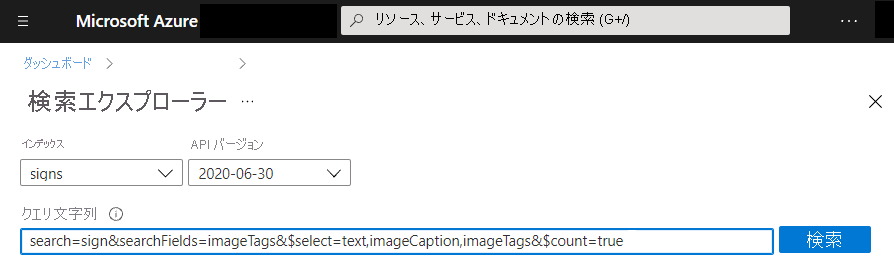 Microsoft Azure
リソース、サービス、ドキュメントの検索 (G+/)
ダッシュボード
検索エクスプローラー
インデックス
API バージョン
signs
2020-06-30
クエリ文字列
search=sign&searchFields=imageTags&$select=text,imageCaption,imageTags&$count=true
検索